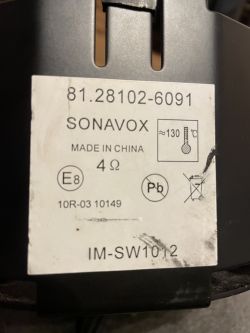 81.28102-6091
SONAVOX
≈130 °C
MADE IN CHINA
4 Ω
E8
Pb
10R-03 10149
IM-SW1012